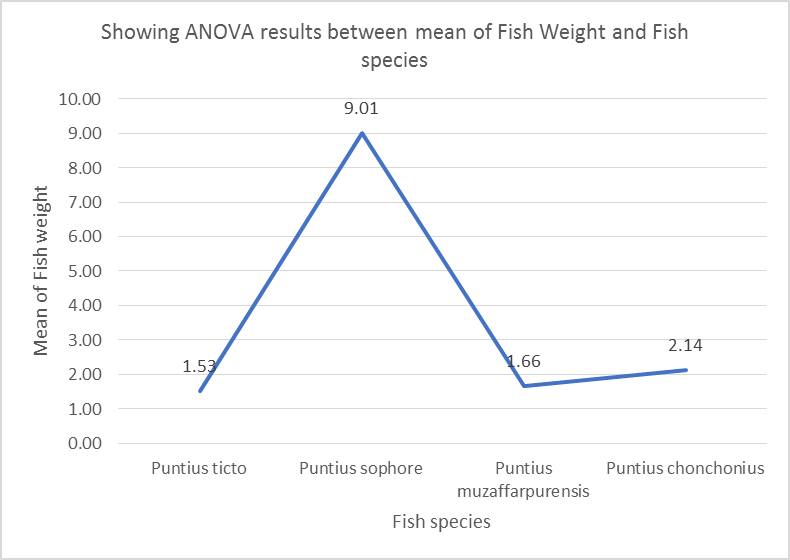 Showing ANOVA results between mean of Fish Weight and Fish
species
10.00
9.00
8.00
7.00
6.00
5.00
4.00
3.00
2.00
1.00
0.00
Mean of Fish weight
1.53
9.01
1.66
2.14
Puntius ticto
Puntius sophore
Puntius
muzaffarpurensis
Puntius chonchonius
Fish species